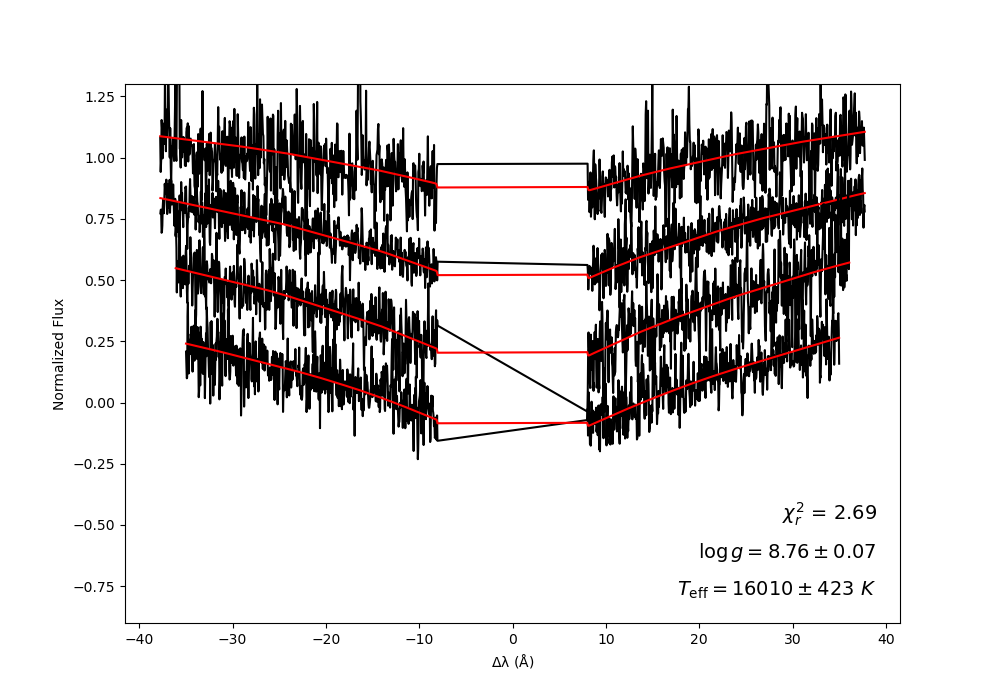 1.25
1.00
0.75
0.50
0.25
0.00
−0.25
−0.50
−0.75
Normalized Flux
χ²ᵣ = 2.69
log g = 8.76 ± 0.07
T_eff = 16010 ± 423 K
−40 −30 −20 −10 0 10 20 30 40
Δλ (Å)